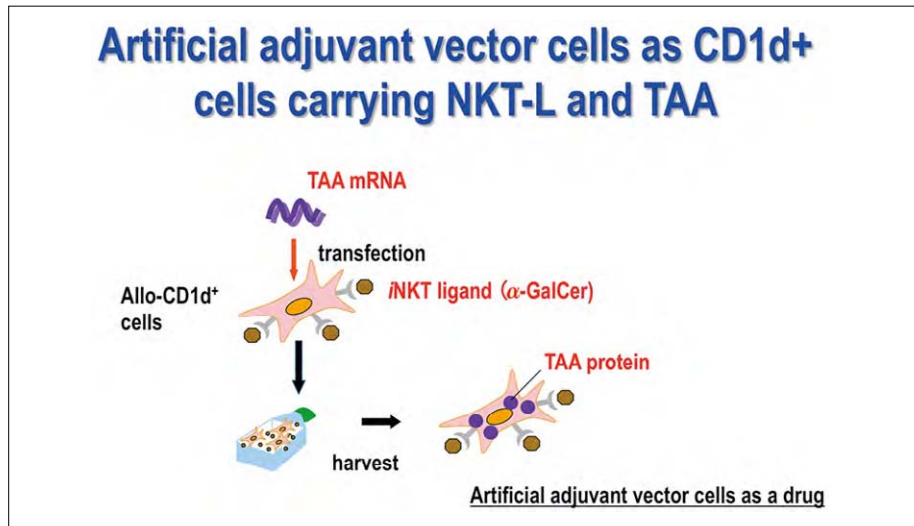 Artificial adjuvant vector cells as CD1d+
cells carrying NKT-L and TAA
TAA mRNA
transfection
Allo-CD1d⁺
cells
iNKT ligand (α-GalCer)
TAA protein
harvest
Artificial adjuvant vector cells as a drug